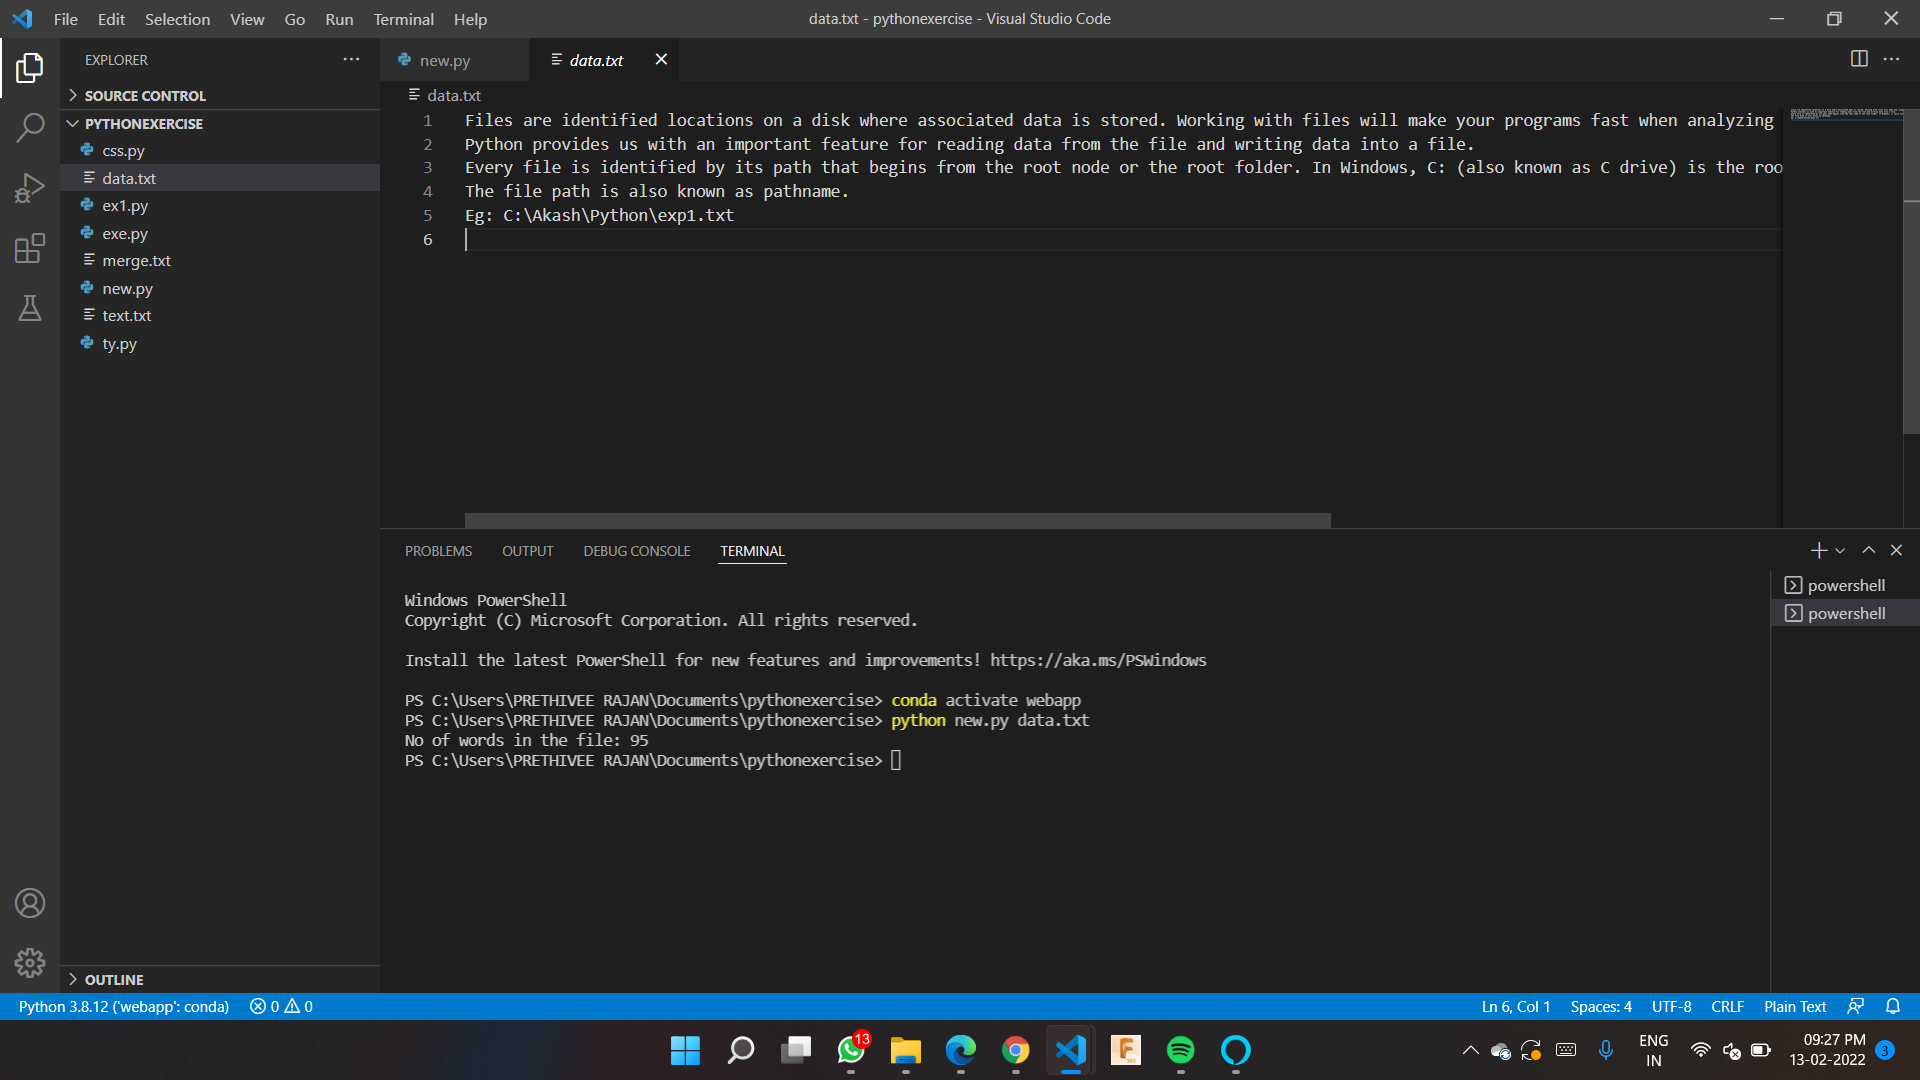 File Edit Selection View Go Run Terminal Help
data.txt - pythonexercise - Visual Studio Code
EXPLORER
SOURCE CONTROL
PYTHONEXERCISE
css.py
data.txt
ex1.py
exe.py
merge.txt
new.py
text.txt
ty.py
OUTLINE
new.py
data.txt
data.txt
1 Files are identified locations on a disk where associated data is stored. Working with files will make your programs fast when analyzing
2 Python provides us with an important feature for reading data from the file and writing data into a file.
3 Every file is identified by its path that begins from the root node or the root folder. In Windows, C: (also known as C drive) is the roo
4 The file path is also known as pathname.
5 Eg: C:\Akash\Python\exp1.txt
6
PROBLEMS OUTPUT DEBUG CONSOLE TERMINAL
Windows PowerShell
Copyright (C) Microsoft Corporation. All rights reserved.
Install the latest PowerShell for new features and improvements! https://aka.ms/PSWindows
PS C:\Users\PRETHIVEE RAJAN\Documents\pythonexercise> conda activate webapp
PS C:\Users\PRETHIVEE RAJAN\Documents\pythonexercise> python new.py data.txt
No of words in the file: 95
PS C:\Users\PRETHIVEE RAJAN\Documents\pythonexercise>
powershell
powershell
Python 3.8.12 ('webapp': conda) 0 0
Ln 6, Col 1 Spaces: 4 UTF-8 CRLF Plain Text
13
F
ENG
IN
09:27 PM
13-02-2022
3